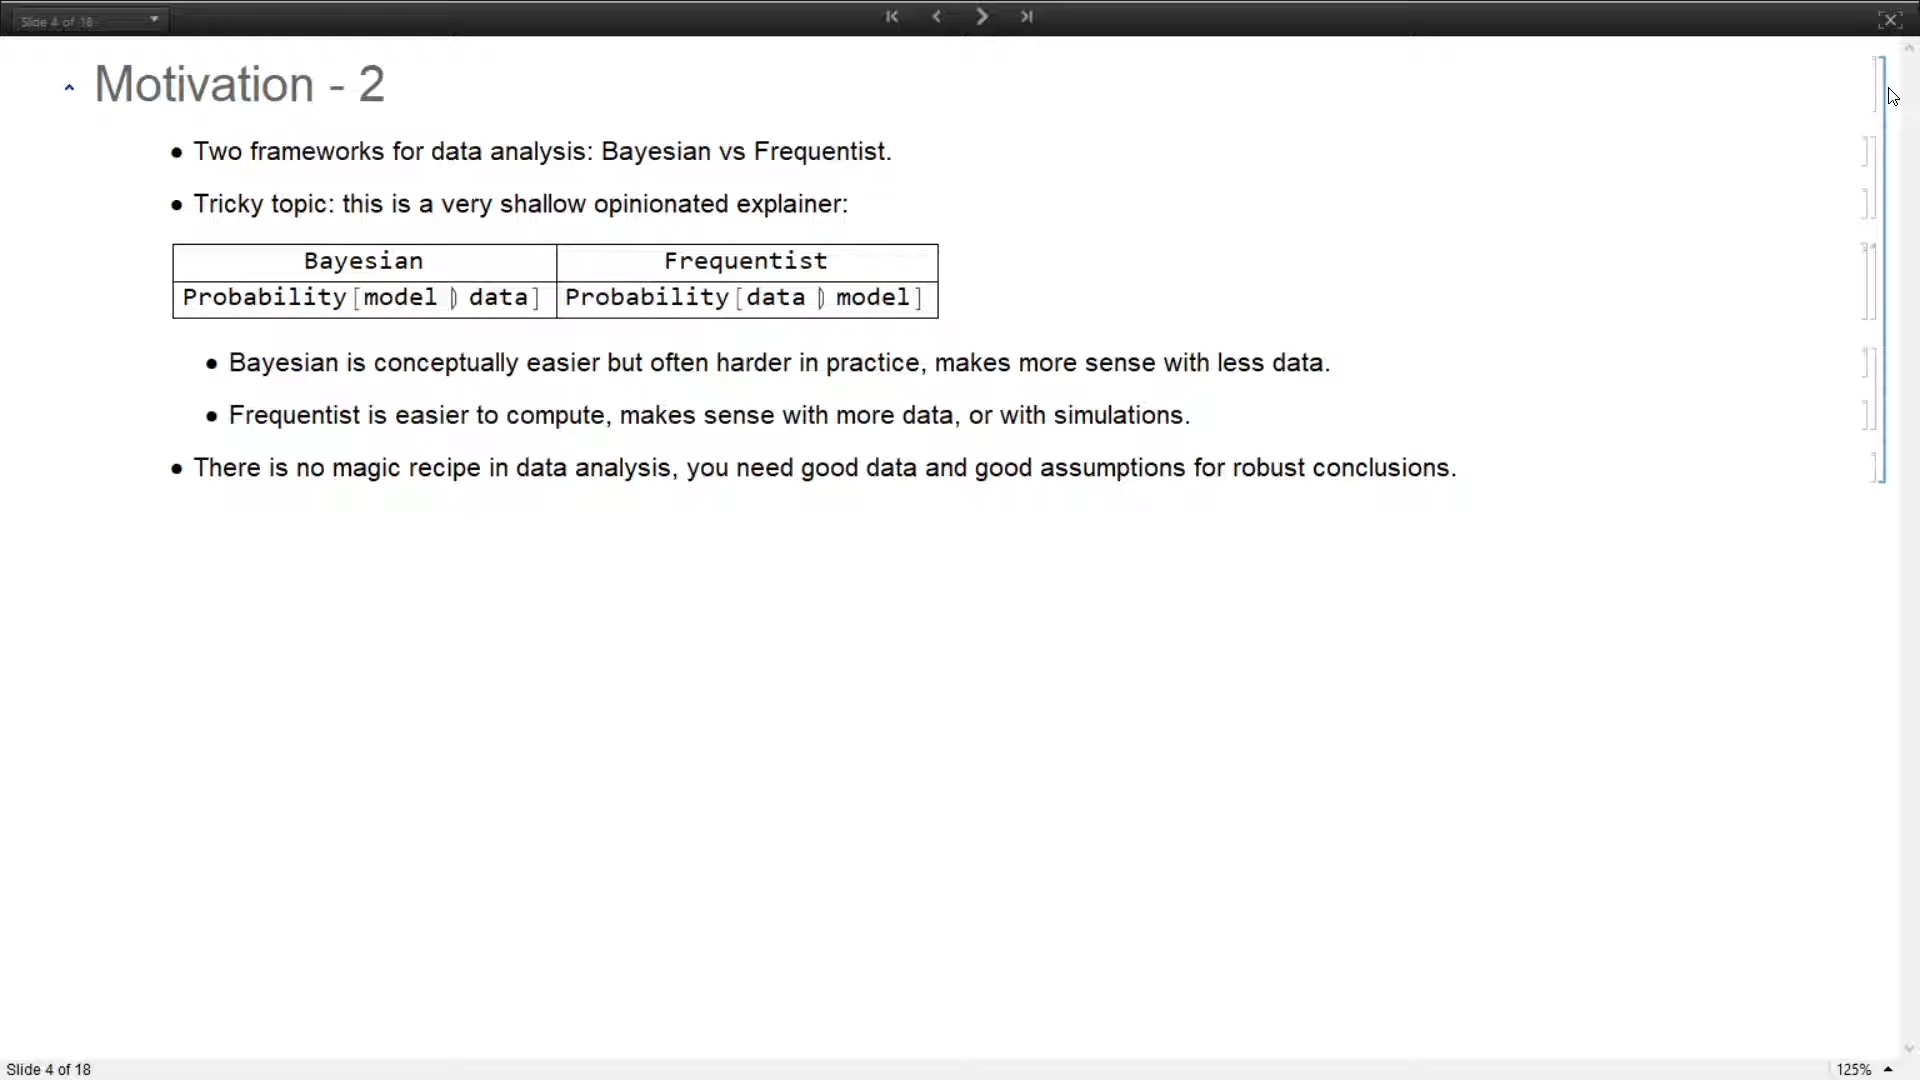 Slide 4 of 18
Motivation - 2
• Two frameworks for data analysis: Bayesian vs Frequentist.
• Tricky topic: this is a very shallow opinionated explainer:
Bayesian Frequentist
Probability[model ⦈ data] Probability[data ⦈ model]
• Bayesian is conceptually easier but often harder in practice, makes more sense with less data.
• Frequentist is easier to compute, makes sense with more data, or with simulations.
• There is no magic recipe in data analysis, you need good data and good assumptions for robust conclusions.
Slide 4 of 18 125%